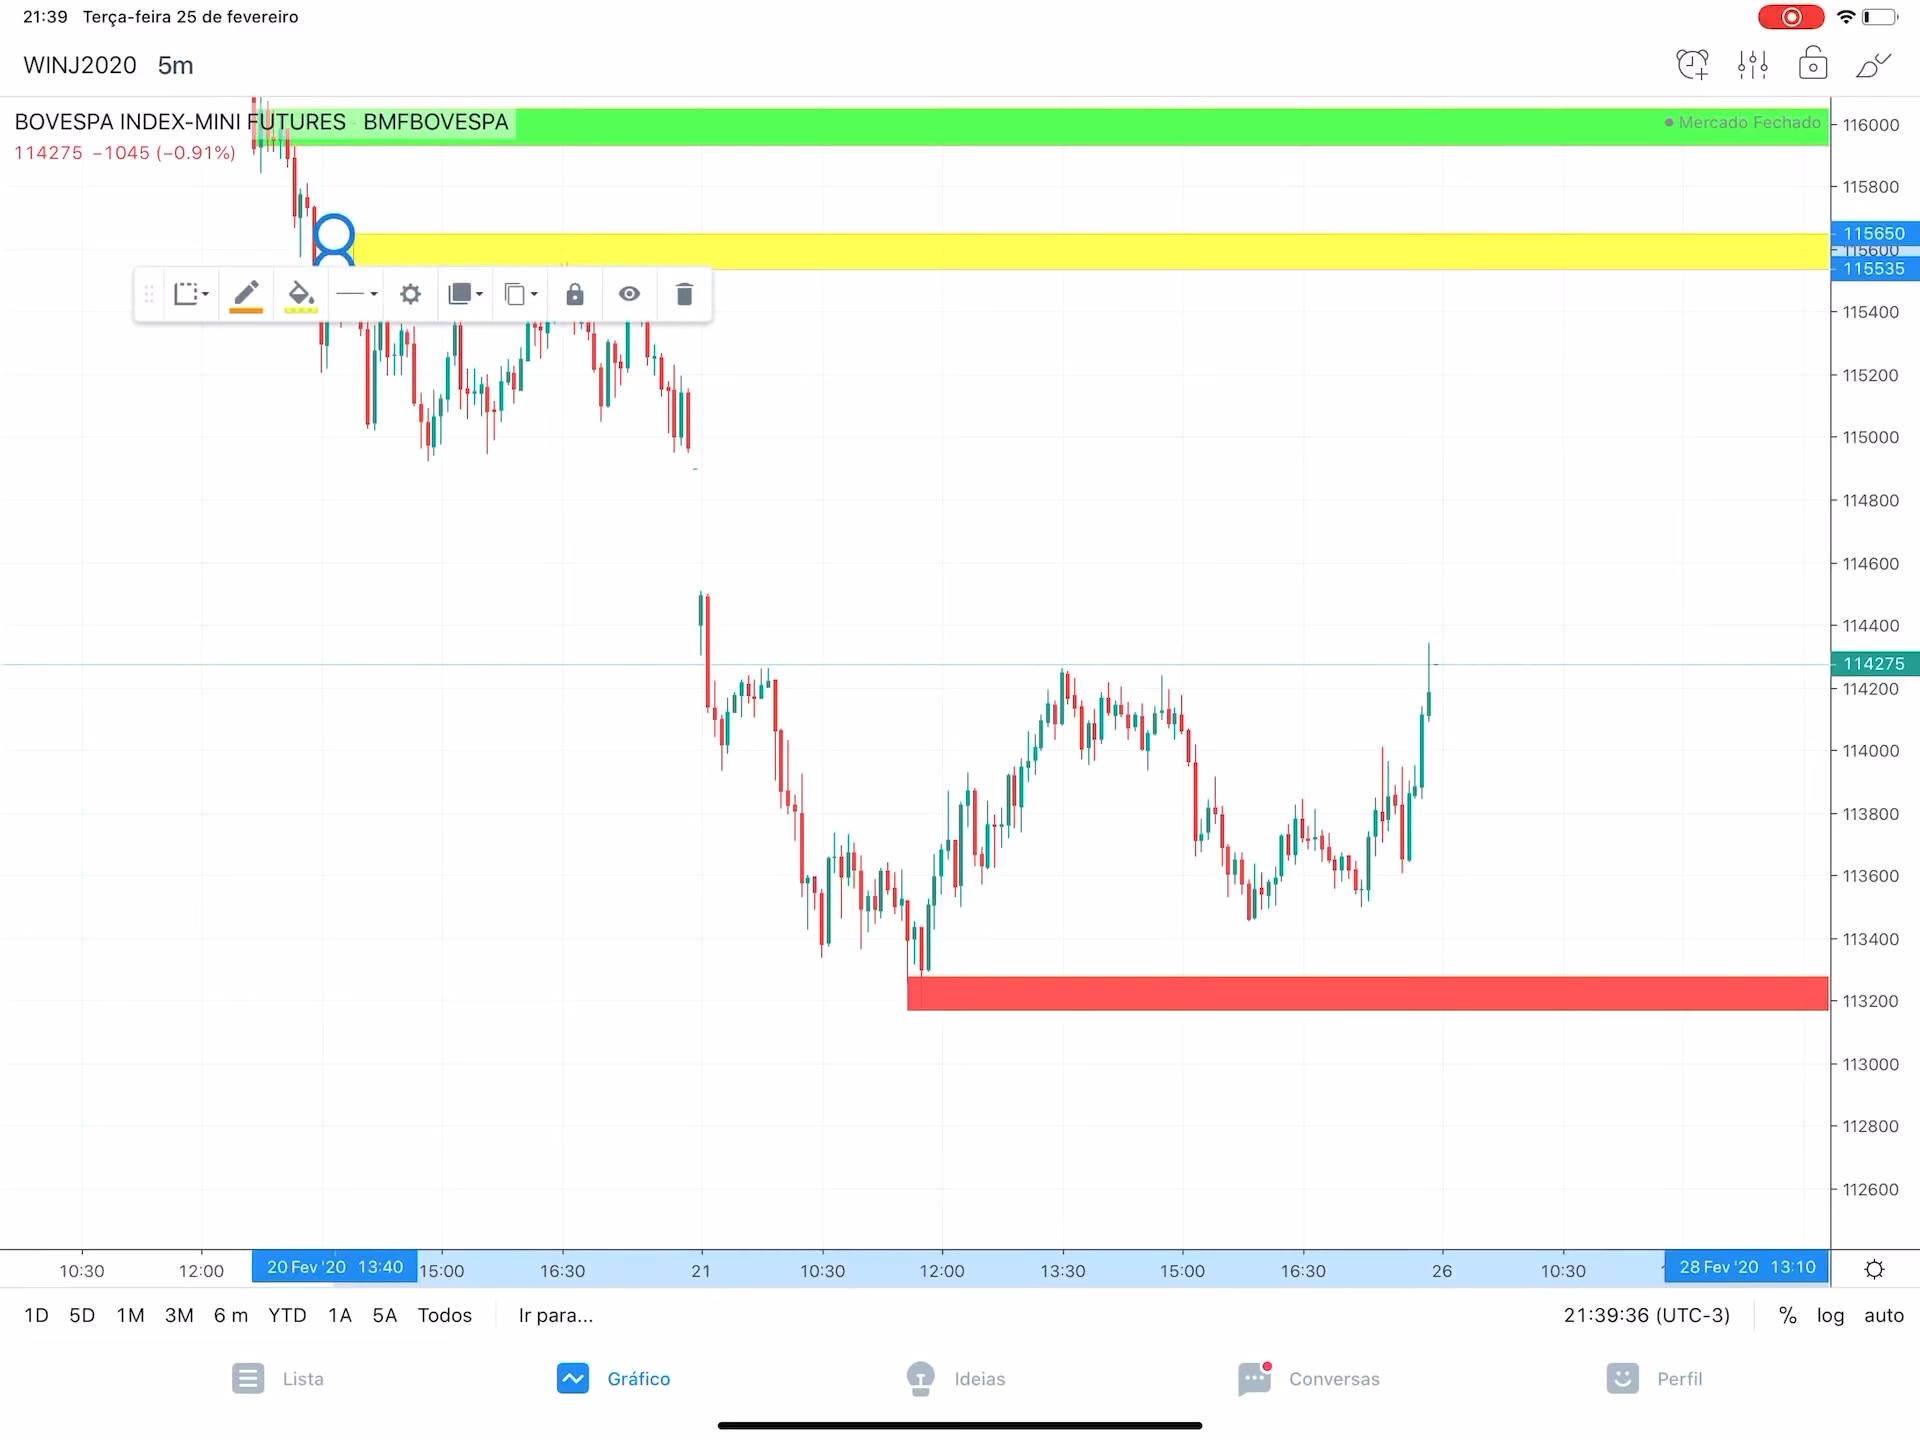 21:39 Terça-feira 25 de fevereiro
WINJ2020 5m
BOVESPA INDEX-MINI FUTURES BMFBOVESPA
114275 −1045 (−0.91%)
Mercado Fechado
116000
115800
115650
115600
115535
115400
115200
115000
114800
114600
114400
114275
114200
114000
113800
113600
113400
113200
113000
112800
112600
10:30 12:00 20 Fev '20 13:40 15:00 16:30 21 10:30 12:00 13:30 15:00 16:30 26 10:30 28 Fev '20 13:10
1D 5D 1M 3M 6 m YTD 1A 5A Todos Ir para... 21:39:36 (UTC-3) % log auto
Lista Gráfico Ideias Conversas Perfil